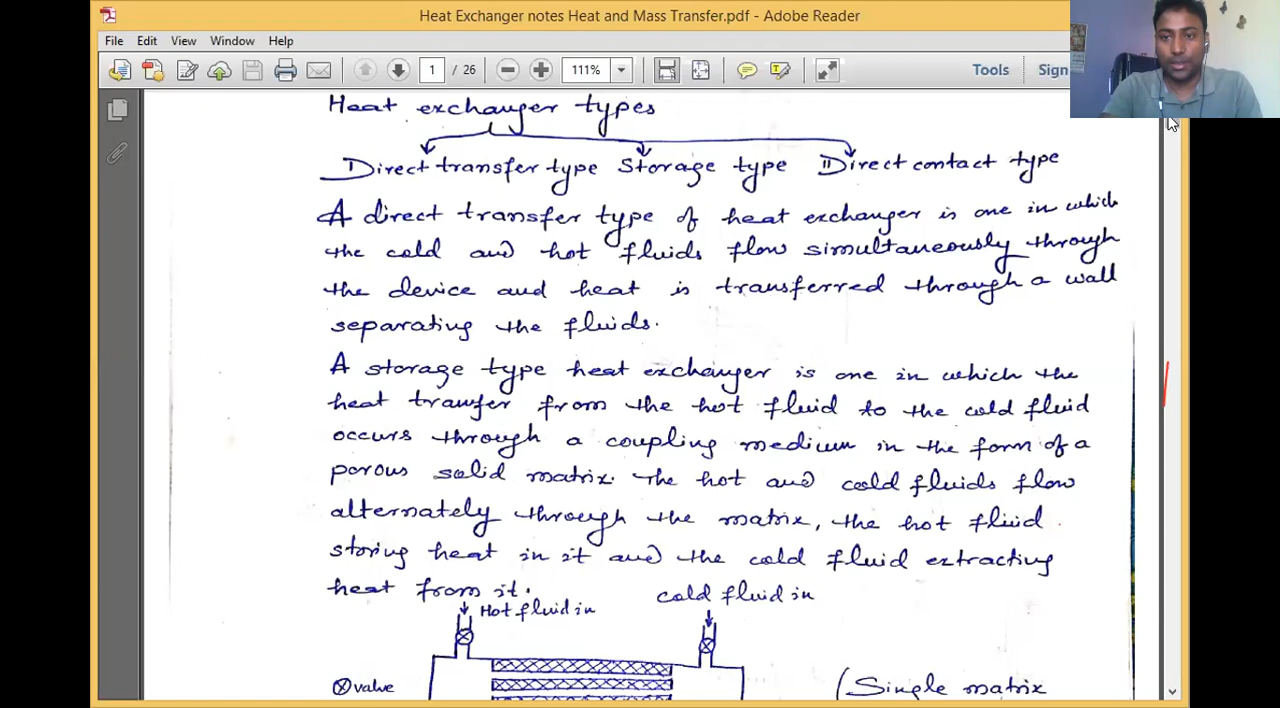 Heat Exchanger notes Heat and Mass Transfer.pdf - Adobe Reader
File Edit View Window Help
1 / 26 111% Tools Sign
Heat exchanger types
Direct transfer type Storage type Direct contact type
A direct transfer type of heat exchanger is one in which
the cold and hot fluids flow simultaneously through
the device and heat is transferred through a wall
separating the fluids.
A storage type heat exchanger is one in which the
heat transfer from the hot fluid to the cold fluid
occurs through a coupling medium in the form of a
porous solid matrix. The hot and cold fluids flow
alternately through the matrix, the hot fluid
storing heat in it and the cold fluid extracting
heat from it.
Hot fluid in cold fluid in
valve (Single matrix